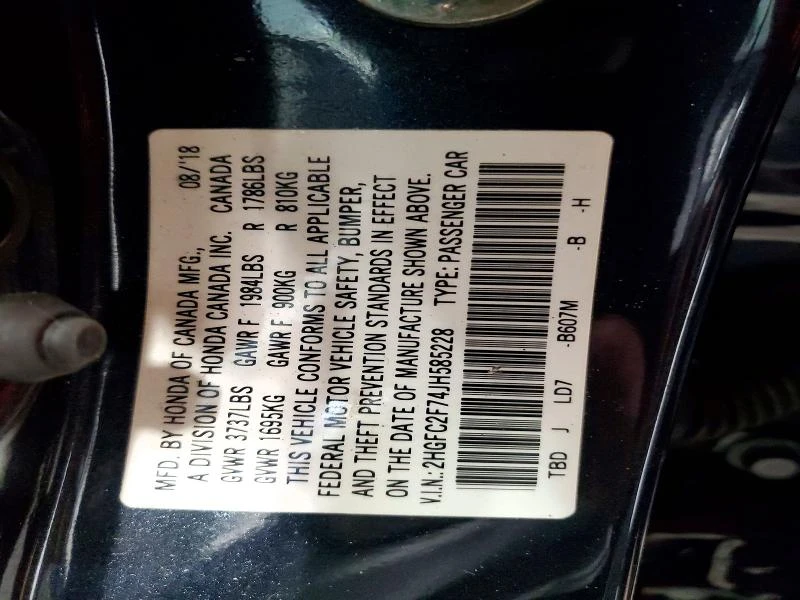 MFD. BY HONDA OF CANADA MFG., 08/'18
A DIVISION OF HONDA CANADA INC. CANADA
GVWR 3737LBS GAWR F 1984LBS R 1786LBS
GVWR 1695KG GAWR F 900KG R 810KG
THIS VEHICLE CONFORMS TO ALL APPLICABLE
FEDERAL MOTOR VEHICLE SAFETY, BUMPER,
AND THEFT PREVENTION STANDARDS IN EFFECT
ON THE DATE OF MANUFACTURE SHOWN ABOVE.
V.I.N.: 2HGFC2F74JH585228 TYPE: PASSENGER CAR
TBD J LD7 -B607M -B -H